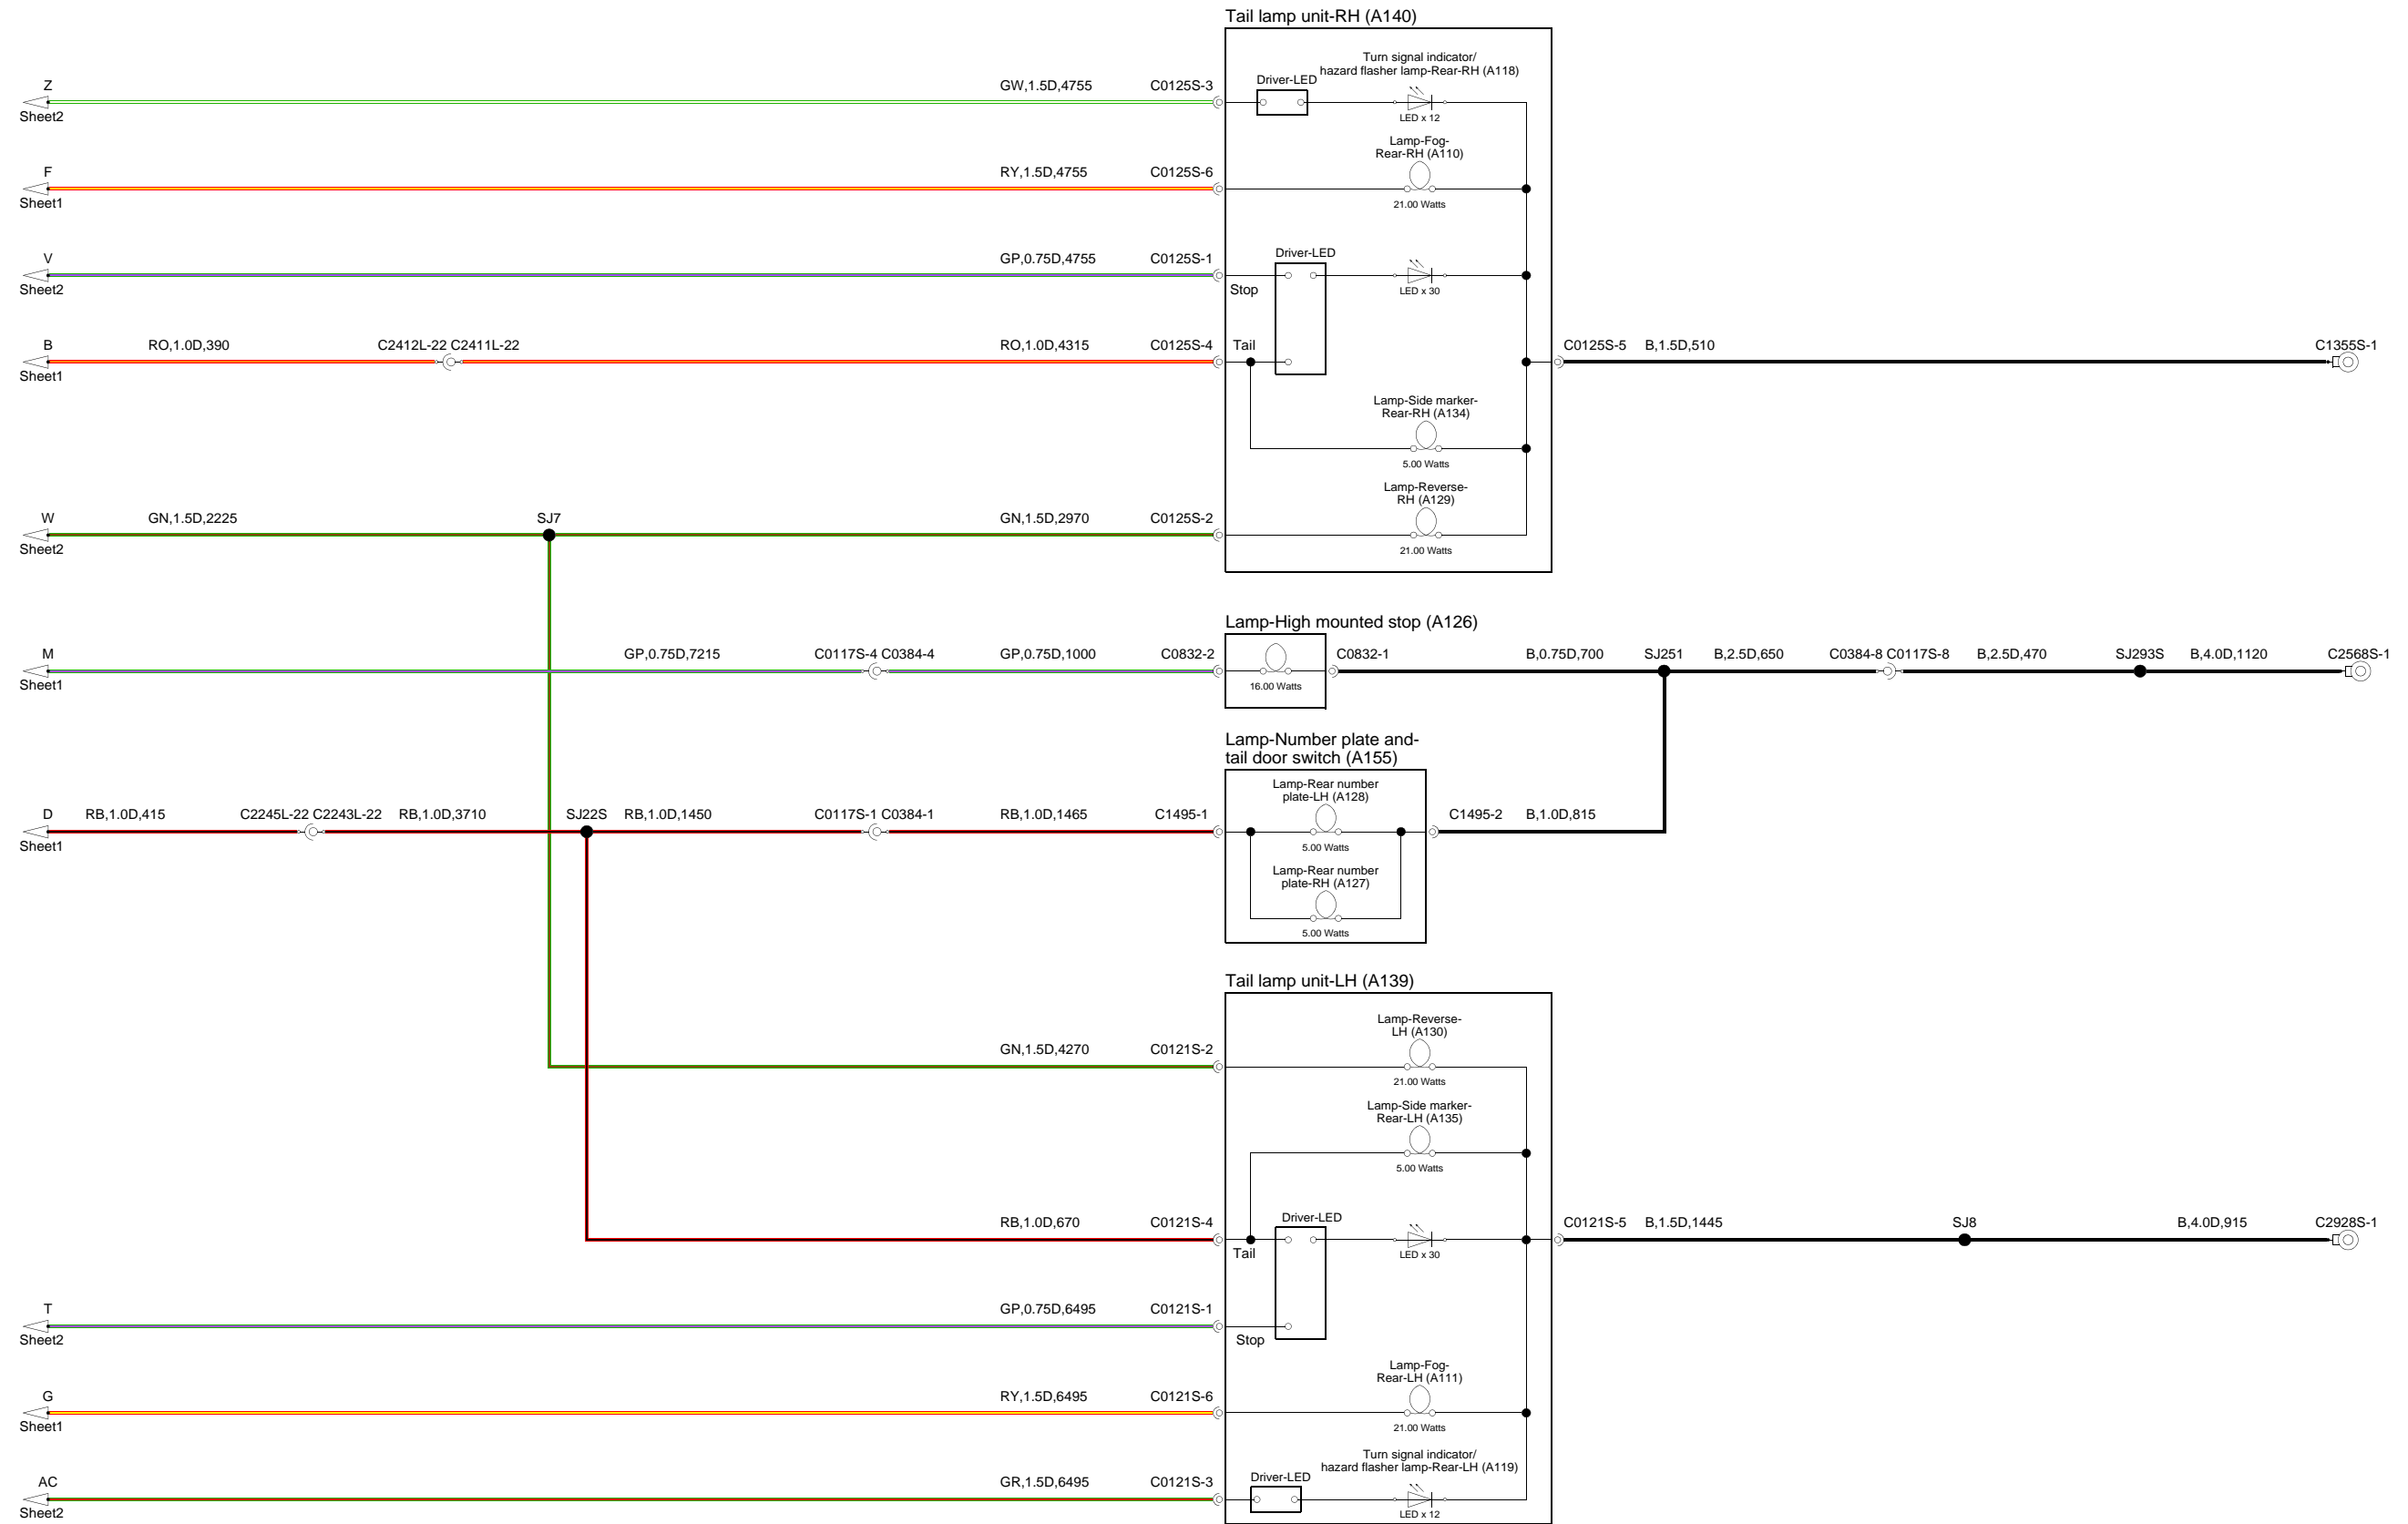 Tail lamp unit-RH (A140)
Turn signal indicator/
hazard flasher lamp-Rear-RH (A118)
Z
GW,1.5D,4755
C0125S-3
Driver-LED
Sheet2
LED x 12
Lamp-Fog-
Rear-RH (A110)
F
RY,1.5D,4755
C0125S-6
Sheet1
21.00 Watts
V
GP,0.75D,4755
C0125S-1
Driver-LED
Sheet2
Stop
LED x 30
B
RO,1.0D,390
C2412L-22 C2411L-22
RO,1.0D,4315
C0125S-4
Tail
C0125S-5
B,1.5D,510
C1355S-1
Sheet1
Lamp-Side marker-
Rear-RH (A134)
5.00 Watts
Lamp-Reverse-
RH (A129)
W
GN,1.5D,2225
SJ7
GN,1.5D,2970
C0125S-2
Sheet2
21.00 Watts
Lamp-High mounted stop (A126)
M
GP,0.75D,7215
C0117S-4 C0384-4
GP,0.75D,1000
C0832-2
C0832-1
B,0.75D,700
SJ251
B,2.5D,650
C0384-8 C0117S-8
B,2.5D,470
SJ293S
B,4.0D,1120
C2568S-1
Sheet1
16.00 Watts
Lamp-Number plate and-
tail door switch (A155)
Lamp-Rear number
plate-LH (A128)
D
RB,1.0D,415
C2245L-22 C2243L-22
RB,1.0D,3710
SJ22S
RB,1.0D,1450
C0117S-1 C0384-1
RB,1.0D,1465
C1495-1
C1495-2
B,1.0D,815
Sheet1
5.00 Watts
Lamp-Rear number
plate-RH (A127)
5.00 Watts
Tail lamp unit-LH (A139)
Lamp-Reverse-
LH (A130)
GN,1.5D,4270
C0121S-2
21.00 Watts
Lamp-Side marker-
Rear-LH (A135)
5.00 Watts
RB,1.0D,670
C0121S-4
Driver-LED
C0121S-5
B,1.5D,1445
SJ8
B,4.0D,915
C2928S-1
Tail
LED x 30
T
GP,0.75D,6495
C0121S-1
Sheet2
Stop
Lamp-Fog-
Rear-LH (A111)
G
RY,1.5D,6495
C0121S-6
Sheet1
21.00 Watts
Turn signal indicator/
hazard flasher lamp-Rear-LH (A119)
AC
GR,1.5D,6495
C0121S-3
Driver-LED
Sheet2
LED x 12